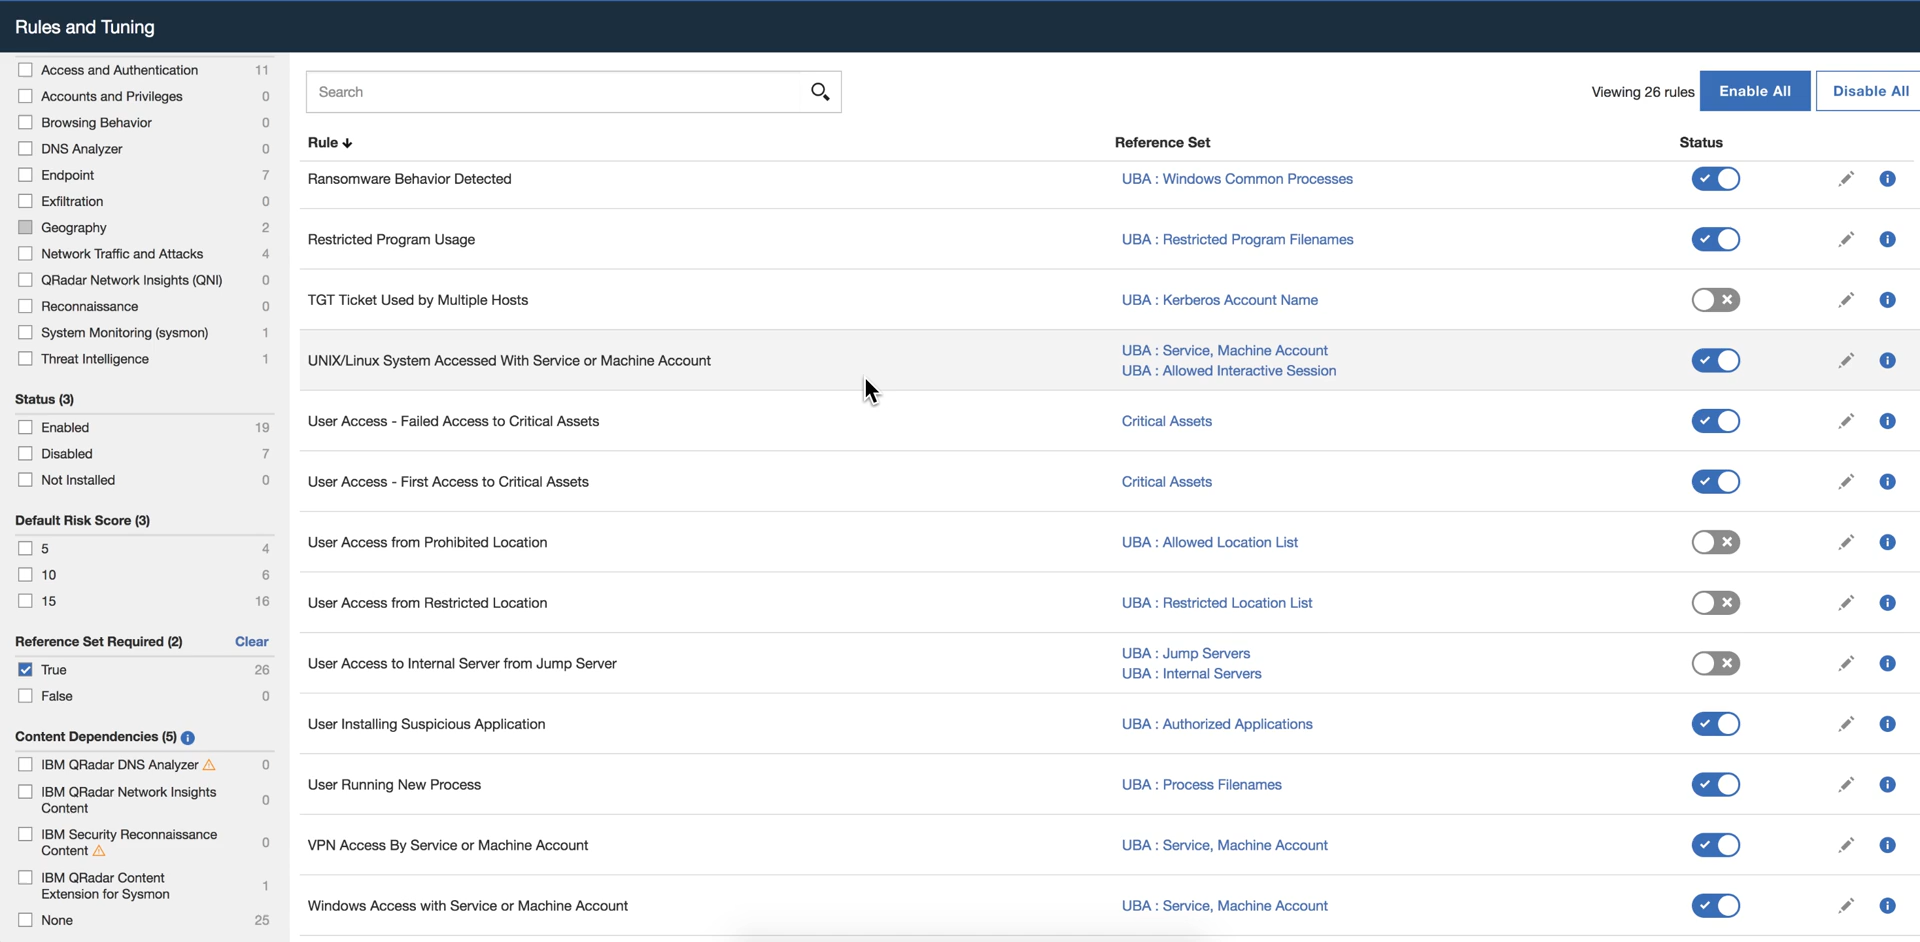 Rules and Tuning
Access and Authentication 11
Accounts and Privileges 0
Browsing Behavior 0
DNS Analyzer 0
Endpoint 7
Exfiltration 0
Geography 2
Network Traffic and Attacks 4
QRadar Network Insights (QNI) 0
Reconnaissance 0
System Monitoring (sysmon) 1
Threat Intelligence 1
Status (3)
Enabled 19
Disabled 7
Not Installed 0
Default Risk Score (3)
5 4
10 6
15 16
Reference Set Required (2) Clear
True 26
False 0
Content Dependencies (5)
IBM QRadar DNS Analyzer 0
IBM QRadar Network Insights
Content 0
IBM Security Reconnaissance
Content 0
IBM QRadar Content
Extension for Sysmon 1
None 25
Search
Viewing 26 rules Enable All Disable All
Rule Reference Set Status
Ransomware Behavior Detected UBA : Windows Common Processes
Restricted Program Usage UBA : Restricted Program Filenames
TGT Ticket Used by Multiple Hosts UBA : Kerberos Account Name
UNIX/Linux System Accessed With Service or Machine Account UBA : Service, Machine Account
UBA : Allowed Interactive Session
User Access - Failed Access to Critical Assets Critical Assets
User Access - First Access to Critical Assets Critical Assets
User Access from Prohibited Location UBA : Allowed Location List
User Access from Restricted Location UBA : Restricted Location List
User Access to Internal Server from Jump Server UBA : Jump Servers
UBA : Internal Servers
User Installing Suspicious Application UBA : Authorized Applications
User Running New Process UBA : Process Filenames
VPN Access By Service or Machine Account UBA : Service, Machine Account
Windows Access with Service or Machine Account UBA : Service, Machine Account